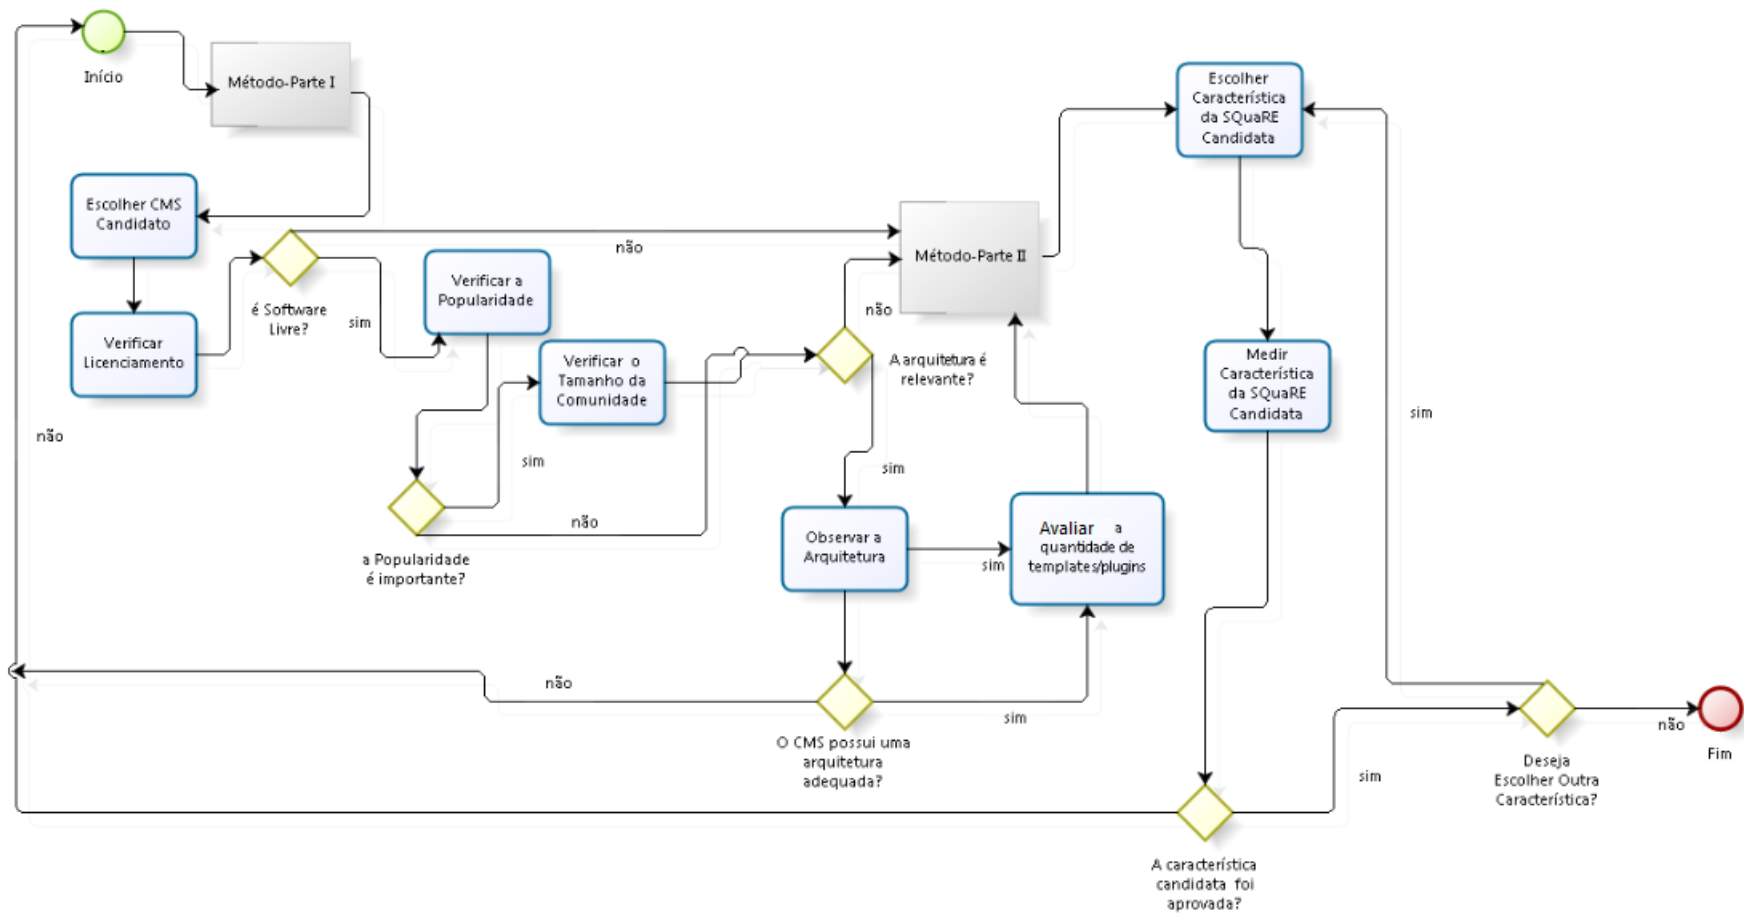 Início
Método-Parte I
Escolher CMS
Candidato
Verificar
Licenciamento
é Software
Livre?
sim
não
Verificar a
Popularidade
a Popularidade
é importante?
sim
não
Verificar o
Tamanho da
Comunidade
A arquitetura é
relevante?
não
sim
Observar a
Arquitetura
sim
Avaliar a
quantidade de
templates/plugins
O CMS possui uma
arquitetura
adequada?
não
sim
Método-Parte II
Escolher
Característica
da SQuaRE
Candidata
Medir
Característica
da SQuaRE
Candidata
A característica
candidata foi
aprovada?
não
sim
Deseja
Escolher Outra
Característica?
sim
não
Fim